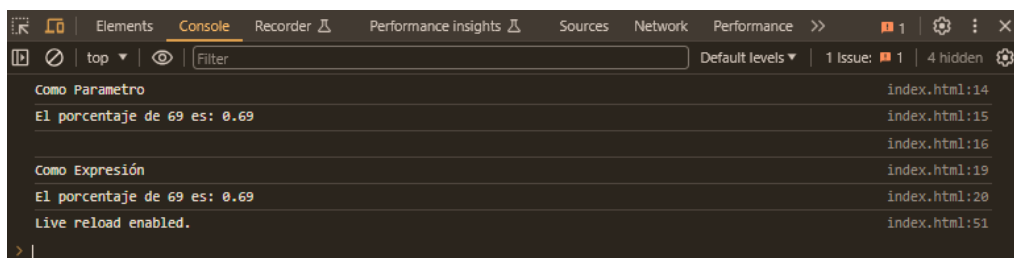 Elements Console Recorder Performance insights Sources Network Performance 1
top Filter Default levels 1 Issue: 1 4 hidden
Como Parametro index.html:14
El porcentaje de 69 es: 0.69 index.html:15
index.html:16
Como Expresión index.html:19
El porcentaje de 69 es: 0.69 index.html:20
Live reload enabled. index.html:51